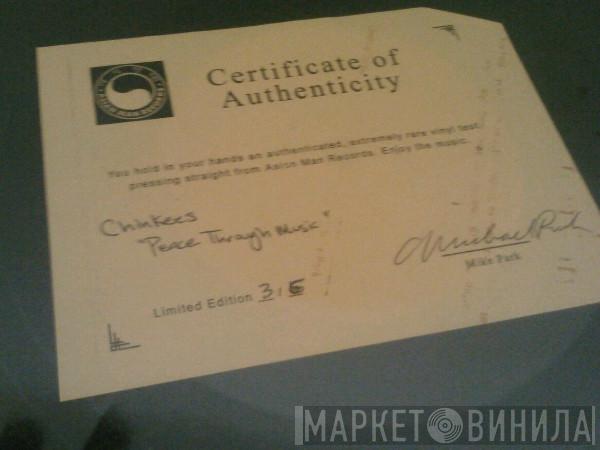 Certificate of
Authenticity
You hold in your hands an authenticated, extremely rare vinyl test
pressing straight from Asian Man Records. Enjoy the music.
Chinkees
"Peace Through Music"
Mike Park
Limited Edition 3/5
МАРКЕТ ВИНИЛА